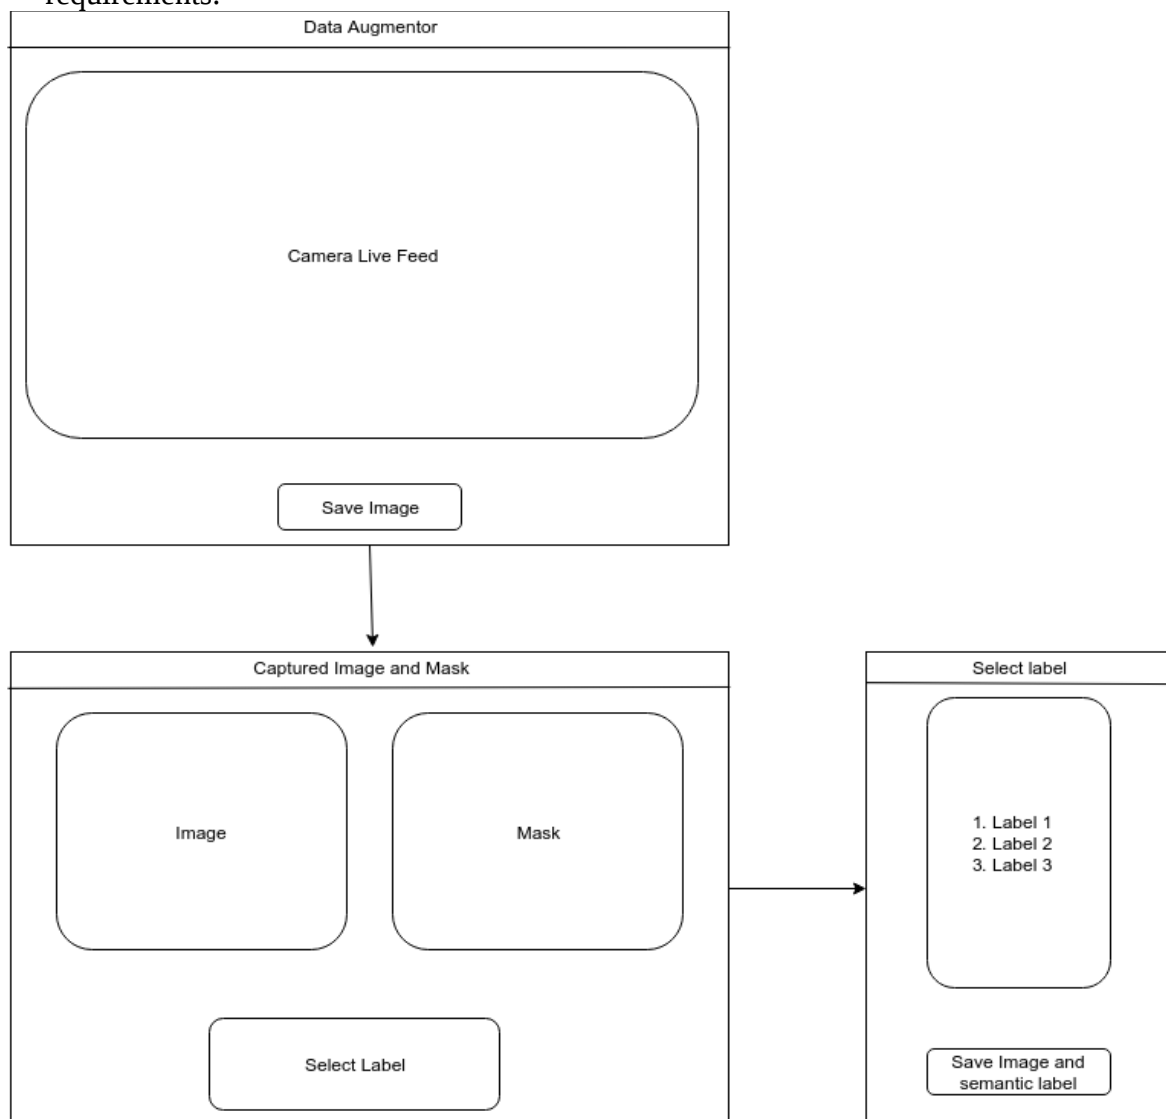 requirements.
Data Augmentor
Camera Live Feed
Save Image
Captured Image and Mask
Image
Mask
Select Label
Select label
1. Label 1
2. Label 2
3. Label 3
Save Image and
semantic label